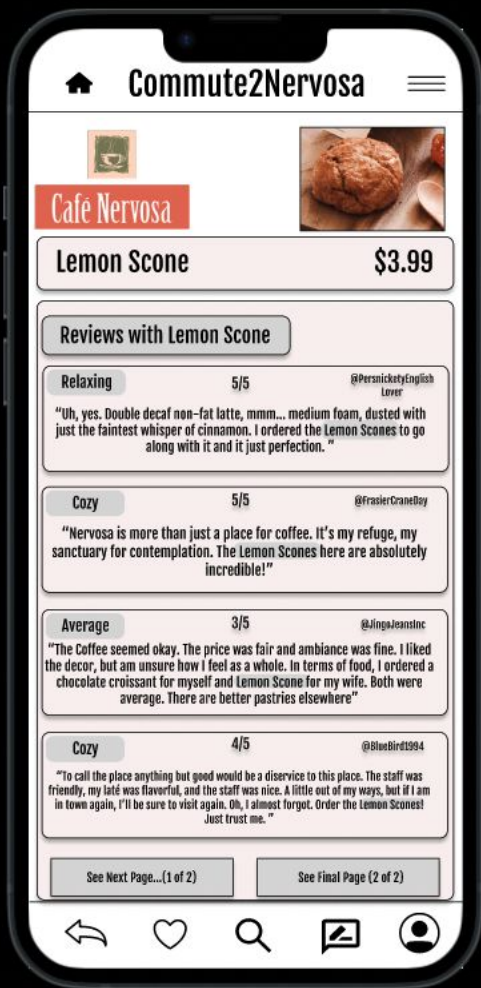 Commute2Nervosa
Café Nervosa
Lemon Scone $3.99
Reviews with Lemon Scone
Relaxing 5/5 @PersnicketyEnglish
Lover
“Uh, yes. Double decaf non-fat latte, mmm... medium foam, dusted with
just the faintest whisper of cinnamon. I ordered the Lemon Scones to go
along with it and it just perfection. ”
Cozy 5/5 @FrasierCraneDay
“Nervosa is more than just a place for coffee. It’s my refuge, my
sanctuary for contemplation. The Lemon Scones here are absolutely
incredible!”
Average 3/5 @JingoJeansInc
“The Coffee seemed okay. The price was fair and ambiance was fine. I liked
the decor, but am unsure how I feel as a whole. In terms of food, I ordered a
chocolate croissant for myself and Lemon Scone for my wife. Both were
average. There are better pastries elsewhere”
Cozy 4/5 @BlueBird1994
“To call the place anything but good would be a diservice to this place. The staff was
friendly, my laté was flavorful, and the staff was nice. A little out of my ways, but if I am
in town again, I’ll be sure to visit again. Oh, I almost forgot. Order the Lemon Scones!
Just trust me. ”
See Next Page...(1 of 2) See Final Page (2 of 2)